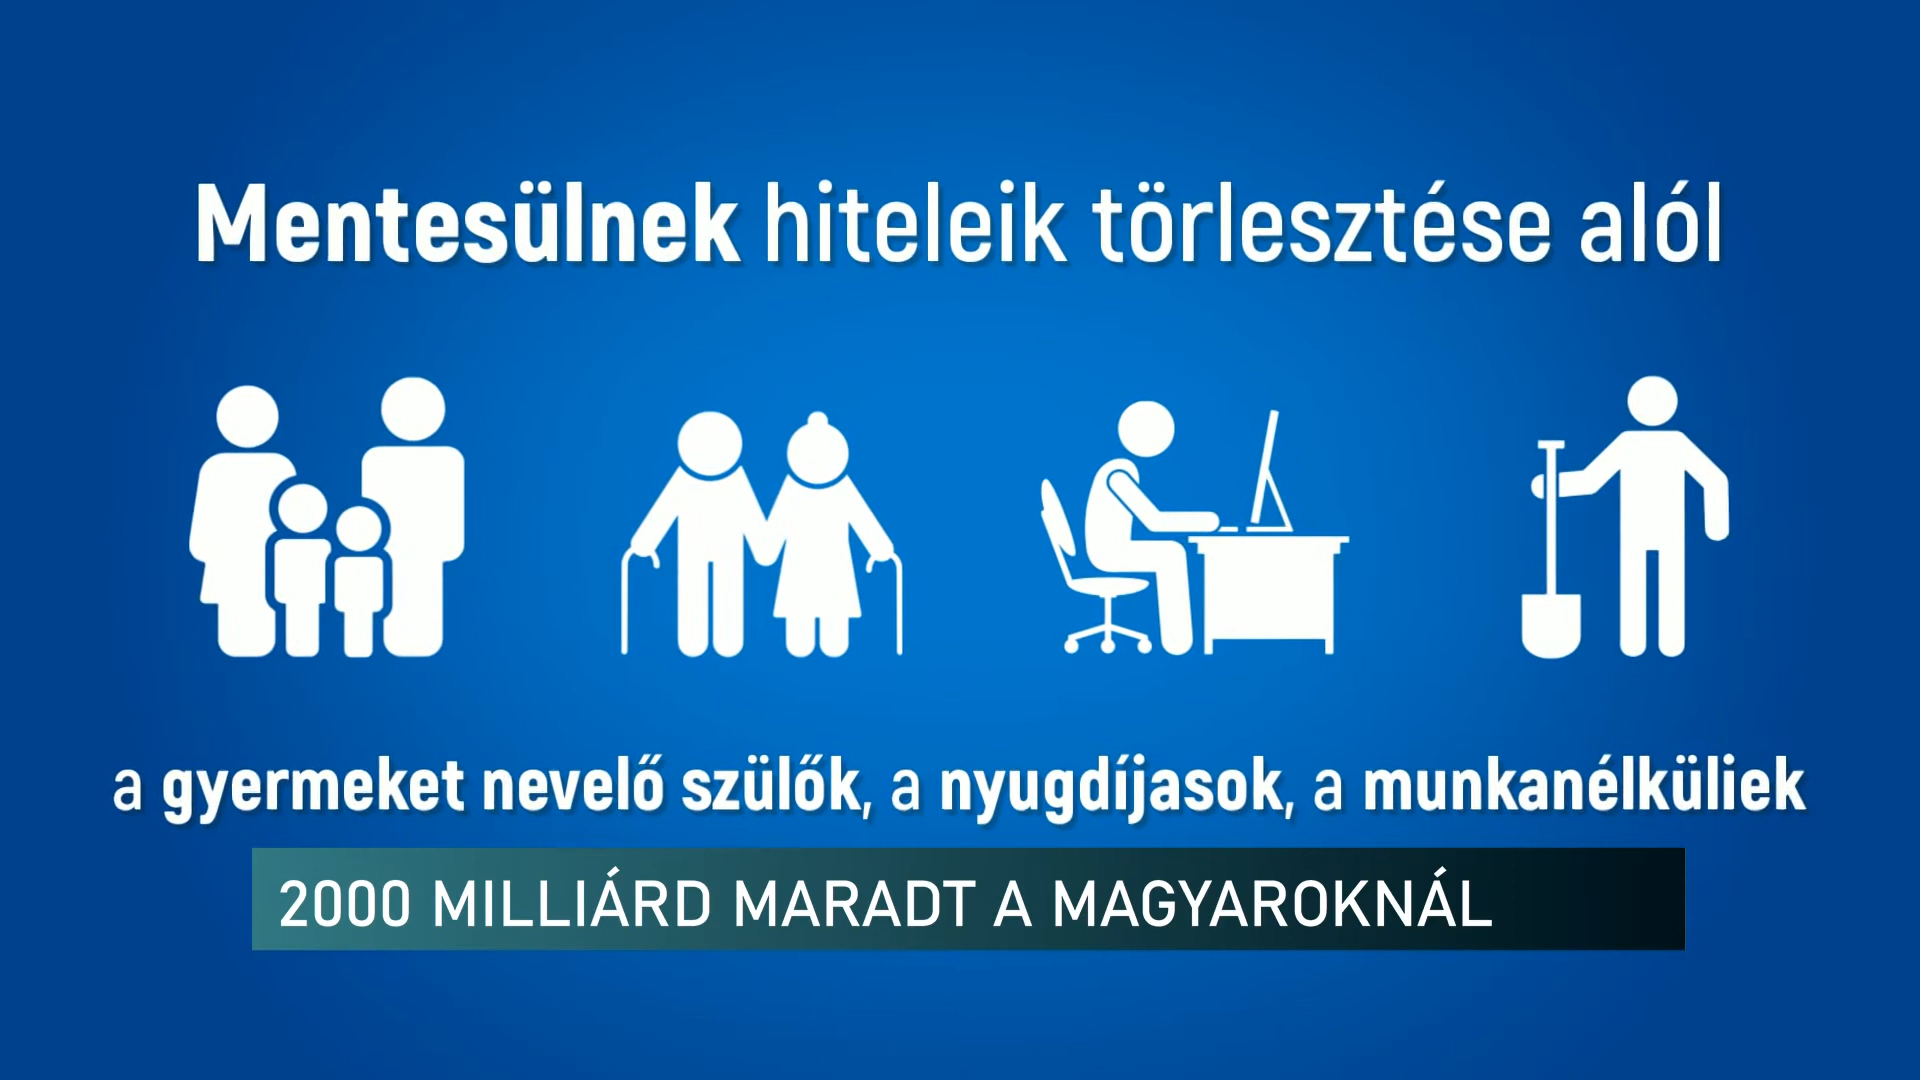 Mentesülnek hiteleik törlesztése alól
a gyermeket nevelő szülők, a nyugdíjasok, a munkanélküliek
2000 MILLIÁRD MARADT A MAGYAROKNÁL